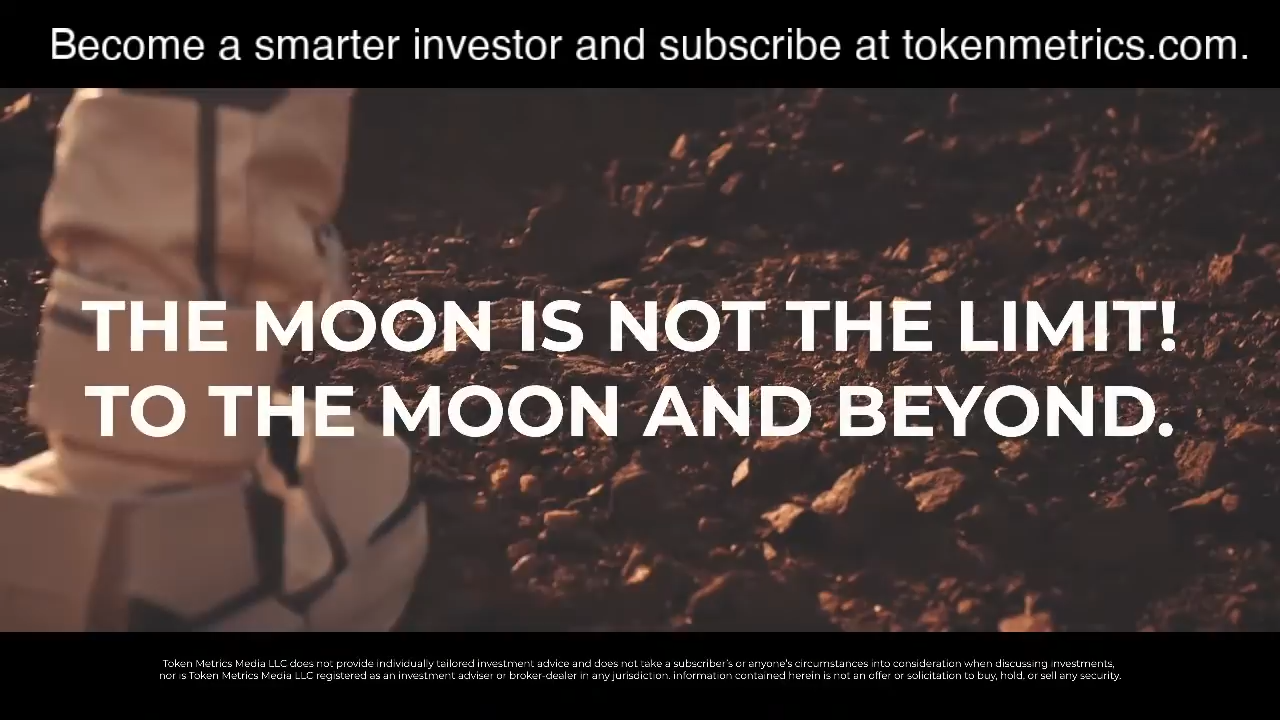 Become a smarter investor and subscribe at tokenmetrics.com.
THE MOON IS NOT THE LIMIT!
TO THE MOON AND BEYOND.
Token Metrics Media LLC does not provide individually tailored investment advice and does not take a subscriber's or anyone's circumstances into consideration when discussing investments,
nor is Token Metrics Media LLC registered as an investment adviser or broker-dealer in any jurisdiction. information contained herein is not an offer or solicitation to buy, hold, or sell any security.